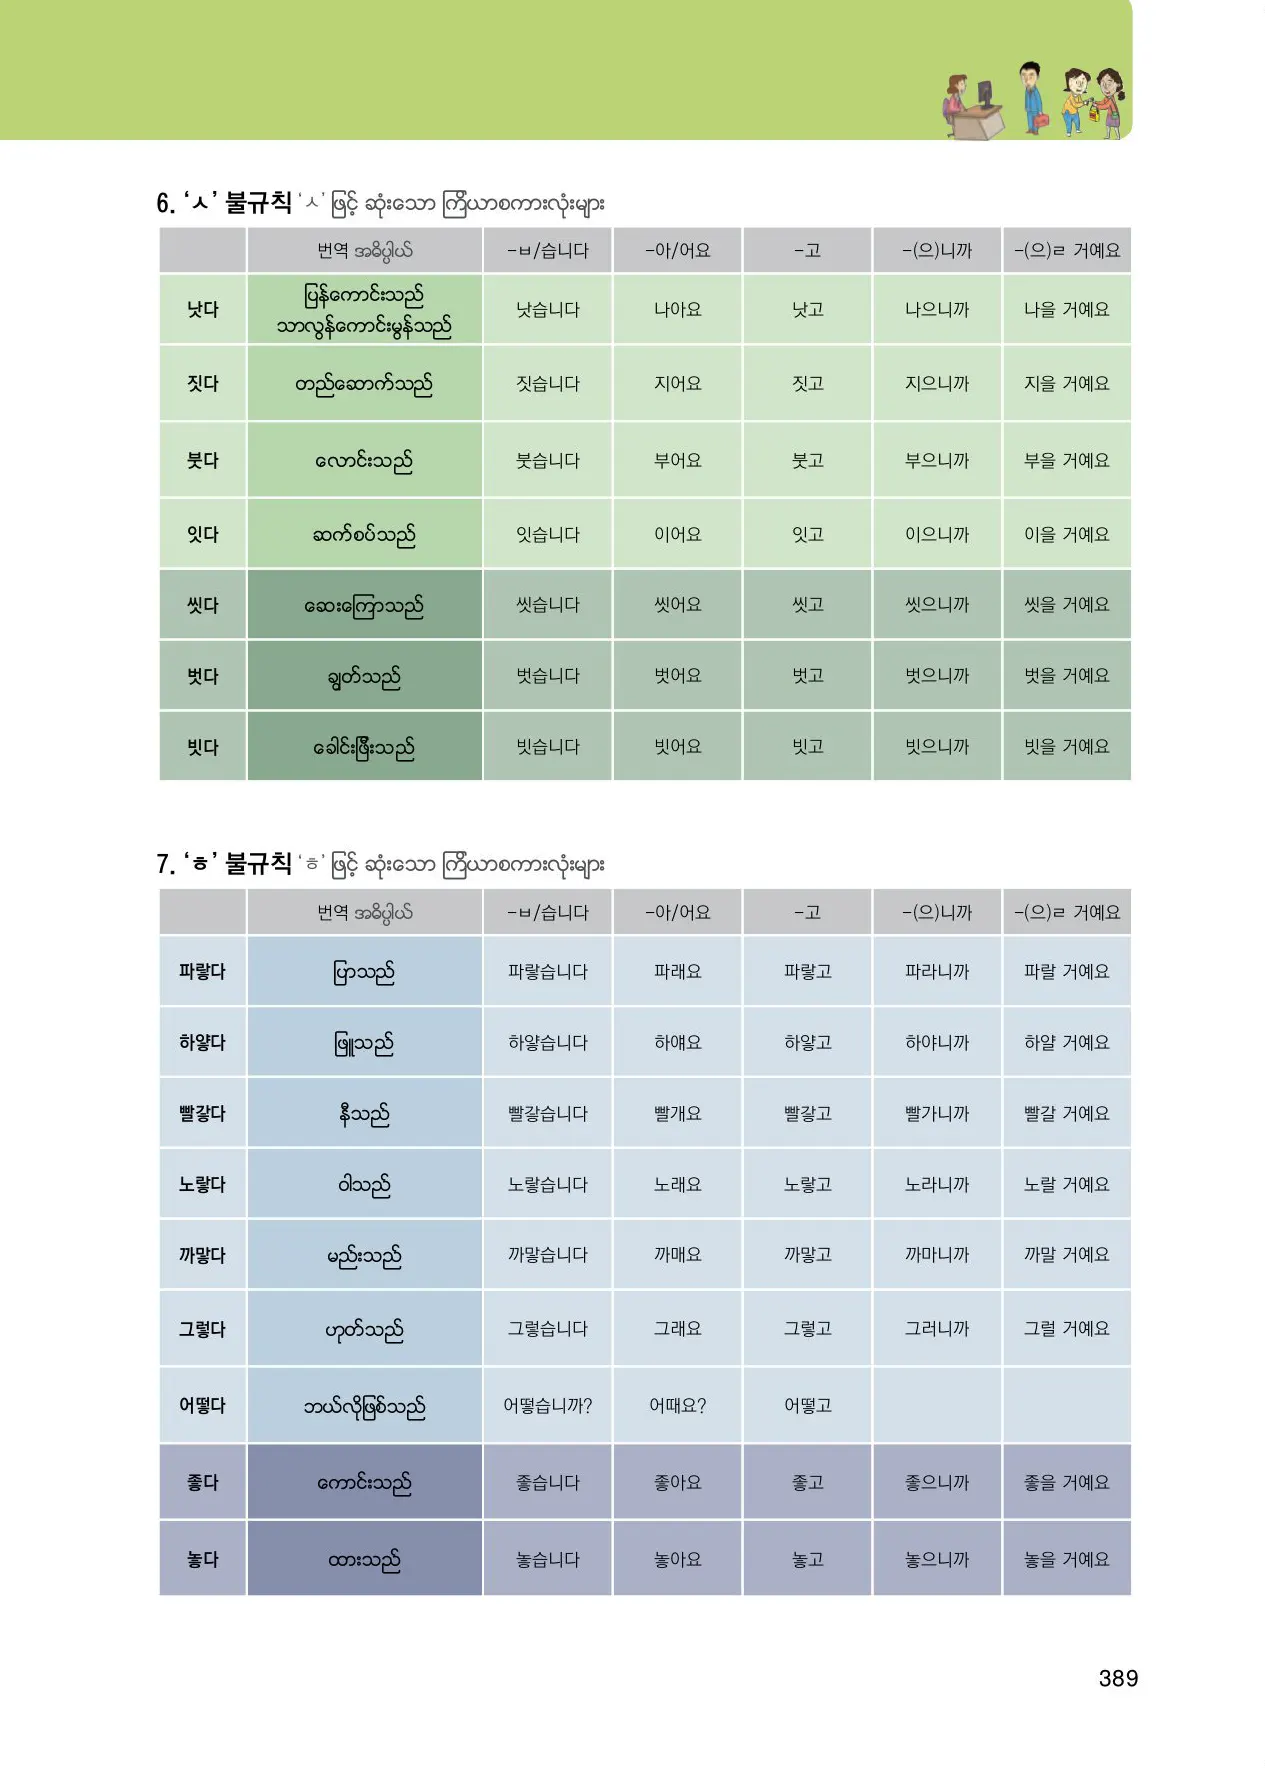 6. ‘ㅅ’ 불규칙 ‘ㅅ’ ဖြင့် ဆုံးသော ကြိယာစကားလုံးများ
번역 အဓိပ္ပါယ် -ㅂ/습니다 -아/어요 -고 -(으)니까 -(으)ㄹ 거예요
낫다 ပြန်ကောင်းသည် သာလွန်ကောင်းမွန်သည် 낫습니다 나아요 낫고 나으니까 나을 거예요
짓다 တည်ဆောက်သည် 짓습니다 지어요 짓고 지으니까 지을 거예요
붓다 လောင်းသည် 붓습니다 부어요 붓고 부으니까 부을 거예요
잇다 ဆက်စပ်သည် 잇습니다 이어요 잇고 이으니까 이을 거예요
씻다 ဆေးကြောသည် 씻습니다 씻어요 씻고 씻으니까 씻을 거예요
벗다 ချွတ်သည် 벗습니다 벗어요 벗고 벗으니까 벗을 거예요
빗다 ခေါင်းဖြီးသည် 빗습니다 빗어요 빗고 빗으니까 빗을 거예요
7. ‘ㅎ’ 불규칙 ‘ㅎ’ ဖြင့် ဆုံးသော ကြိယာစကားလုံးများ
번역 အဓိပ္ပါယ် -ㅂ/습니다 -아/어요 -고 -(으)니까 -(으)ㄹ 거예요
파랗다 ပြာသည် 파랗습니다 파래요 파랗고 파라니까 파랄 거예요
하얗다 ဖြူသည် 하얗습니다 하얘요 하얗고 하야니까 하얄 거예요
빨갛다 နီသည် 빨갛습니다 빨개요 빨갛고 빨가니까 빨갈 거예요
노랗다 ဝါသည် 노랗습니다 노래요 노랗고 노라니까 노랄 거예요
까맣다 မည်းသည် 까맣습니다 까매요 까맣고 까마니까 까말 거예요
그렇다 ဟုတ်သည် 그렇습니다 그래요 그렇고 그러니까 그럴 거예요
어떻다 ဘယ်လိုဖြစ်သည် 어떻습니까? 어때요? 어떻고
좋다 ကောင်းသည် 좋습니다 좋아요 좋고 좋으니까 좋을 거예요
놓다 ထားသည် 놓습니다 놓아요 놓고 놓으니까 놓을 거예요
389